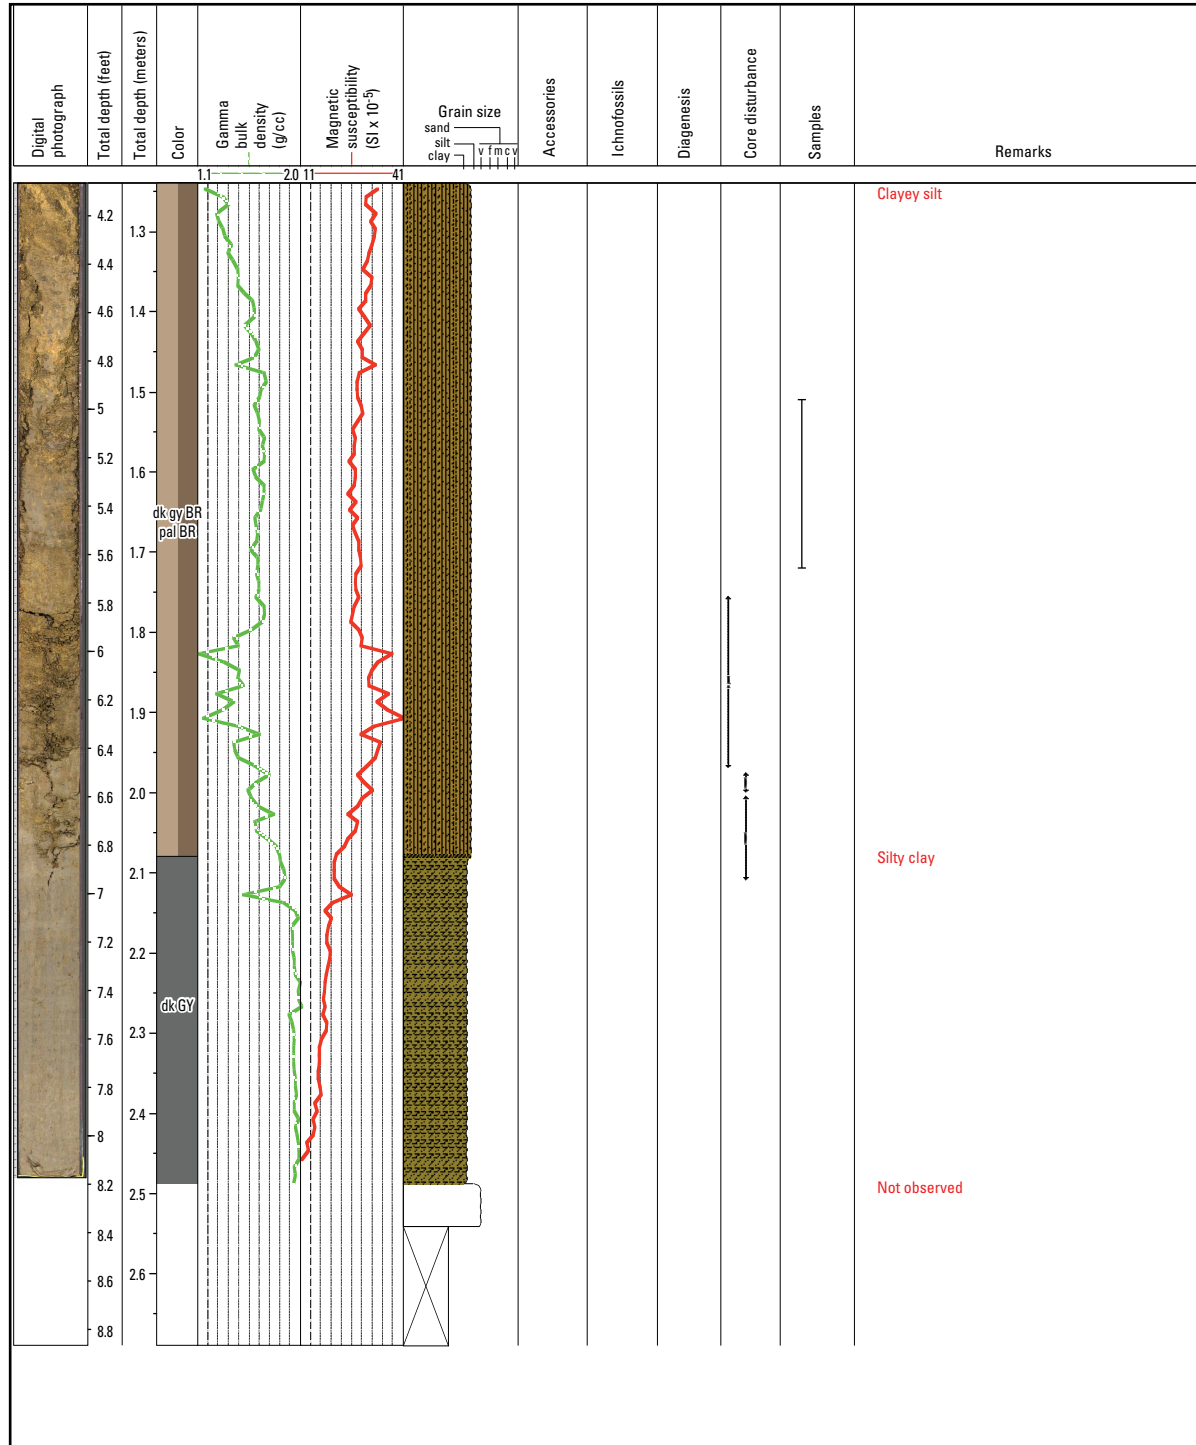 Digital
photograph
Total depth (feet)
Total depth (meters)
Color
Gamma
bulk
density
(g/cc)
Magnetic
susceptibility
(SI x 10-5)
Grain size
sand
silt
clay
v f m c v
Accessories
Ichnofossils
Diagenesis
Core disturbance
Samples
Remarks
1.1 2.0 11 41
Clayey silt
4.2
1.3
4.4
1.4
4.6
4.8
1.5
5
5.2
1.6
5.4
dk gy BR
pal BR
1.7
5.6
5.8
1.8
6
6.2
1.9
6.4
2.0
6.6
6.8
Silty clay
2.1
7
7.2
2.2
7.4
dk GY
2.3
7.6
7.8
2.4
8
8.2
Not observed
2.5
8.4
2.6
8.6
8.8